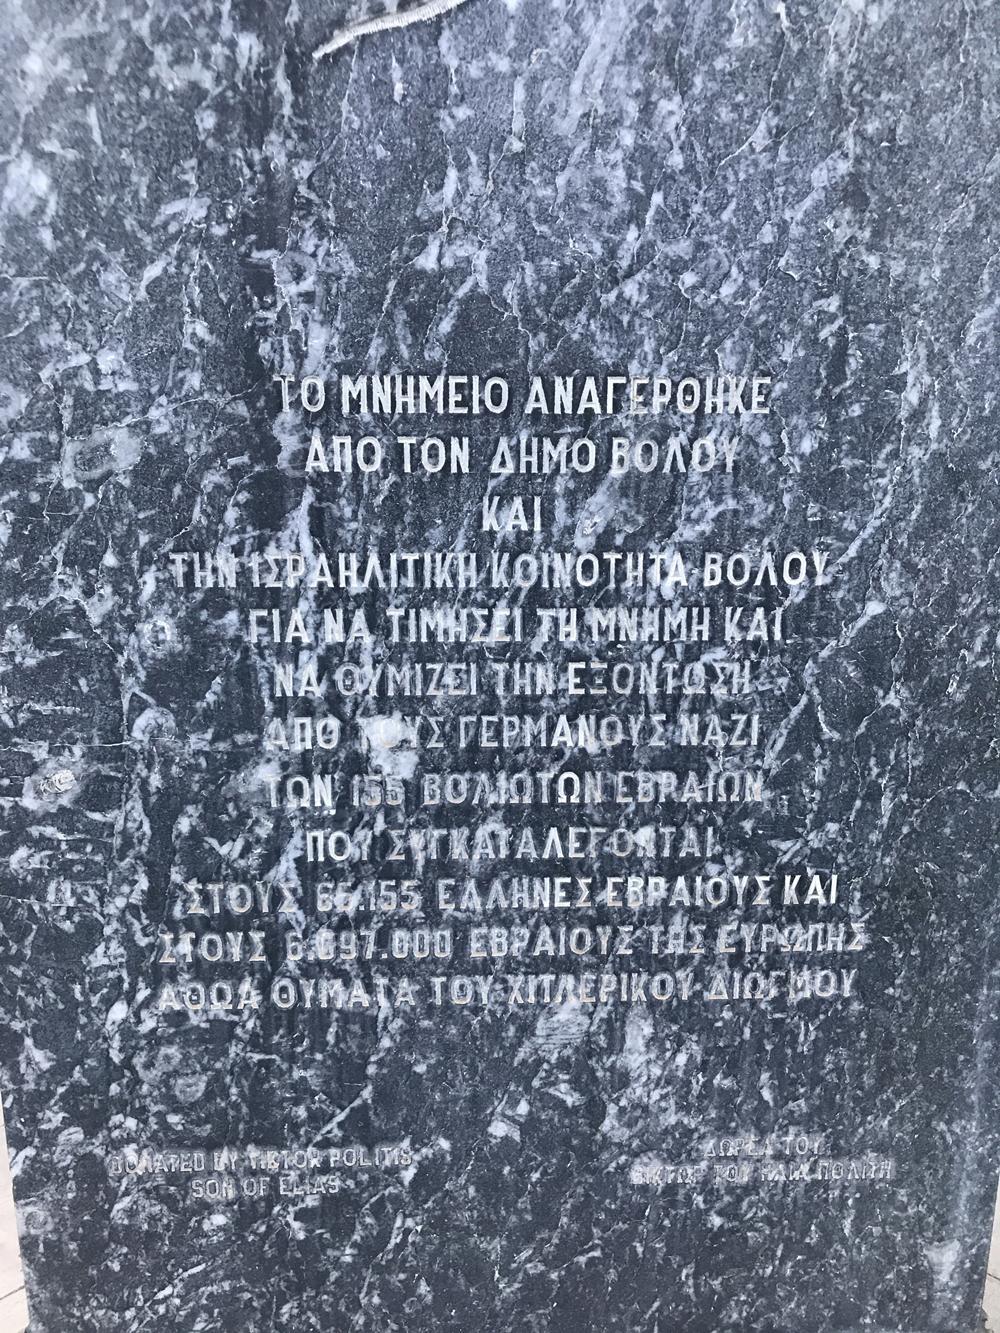 ΤΟ ΜΝΗΜΕΙΟ ΑΝΑΓΕΡΘΗΚΕ
ΑΠΟ ΤΟΝ ΔΗΜΟ ΒΟΛΟΥ
ΚΑΙ
ΤΗΝ ΙΣΡΑΗΛΙΤΙΚΗ ΚΟΙΝΟΤΗΤΑ ΒΟΛΟΥ
ΓΙΑ ΝΑ ΤΙΜΗΣΕΙ ΤΗ ΜΝΗΜΗ ΚΑΙ
ΝΑ ΘΥΜΙΖΕΙ ΤΗΝ ΕΞΟΝΤΩΣΗ
ΑΠΟ ΤΟΥΣ ΓΕΡΜΑΝΟΥΣ ΝΑΖΙ
ΤΩΝ 155 ΒΟΛΙΩΤΩΝ ΕΒΡΑΙΩΝ
ΠΟΥ ΣΥΓΚΑΤΑΛΕΓΟΝΤΑΙ
ΣΤΟΥΣ 65.155 ΕΛΛΗΝΕΣ ΕΒΡΑΙΟΥΣ ΚΑΙ
ΣΤΟΥΣ 6.097.000 ΕΒΡΑΙΟΥΣ ΤΗΣ ΕΥΡΩΠΗΣ
ΑΘΩΑ ΘΥΜΑΤΑ ΤΟΥ ΧΙΤΛΕΡΙΚΟΥ ΔΙΩΓΜΟΥ
DONATED BY VIKTOR POLITIS
SON OF ELIAS
ΔΩΡΕΑ ΤΟΥ
ΒΙΚΤΩΡ ΤΟΥ ΗΛΙΑ ΠΟΛΙΤΗ